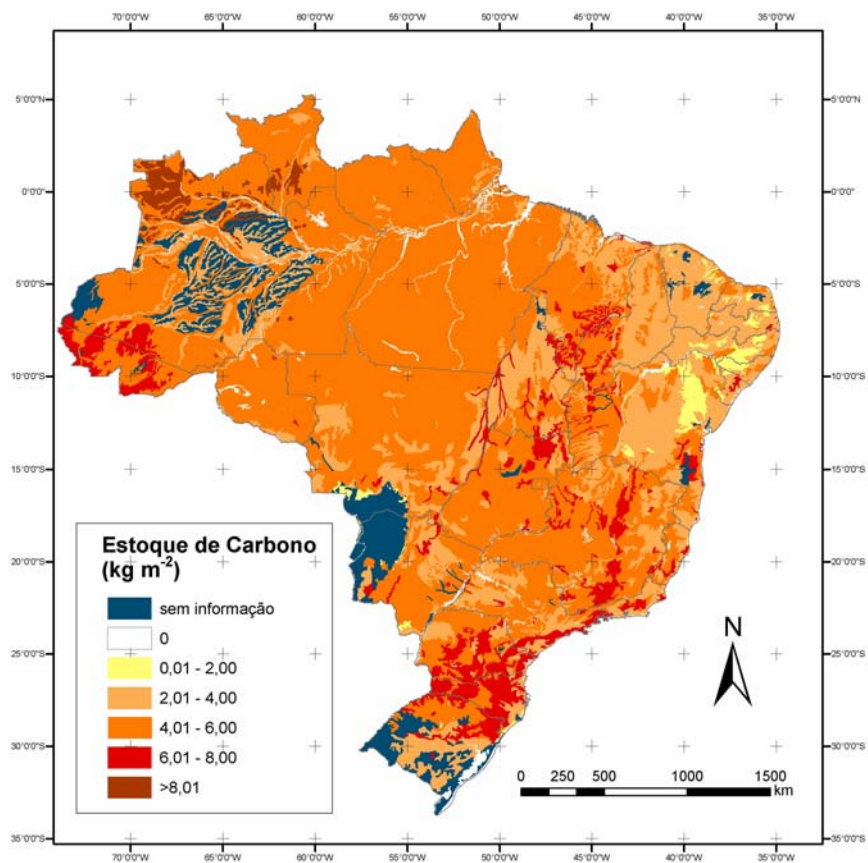 70°0'0"W 65°0'0"W 60°0'0"W 55°0'0"W 50°0'0"W 45°0'0"W 40°0'0"W 35°0'0"W
5°0'0"N 5°0'0"N
0°0'0" 0°0'0"
5°0'0"S 5°0'0"S
10°0'0"S 10°0'0"S
15°0'0"S 15°0'0"S
20°0'0"S 20°0'0"S
25°0'0"S 25°0'0"S
30°0'0"S 30°0'0"S
35°0'0"S 35°0'0"S
Estoque de Carbono
(kg m⁻²)
sem informação
0
0,01 - 2,00
2,01 - 4,00
4,01 - 6,00
6,01 - 8,00
>8,01
N
0 250 500 1000 1500
km
70°0'0"W 65°0'0"W 60°0'0"W 55°0'0"W 50°0'0"W 45°0'0"W 40°0'0"W 35°0'0"W